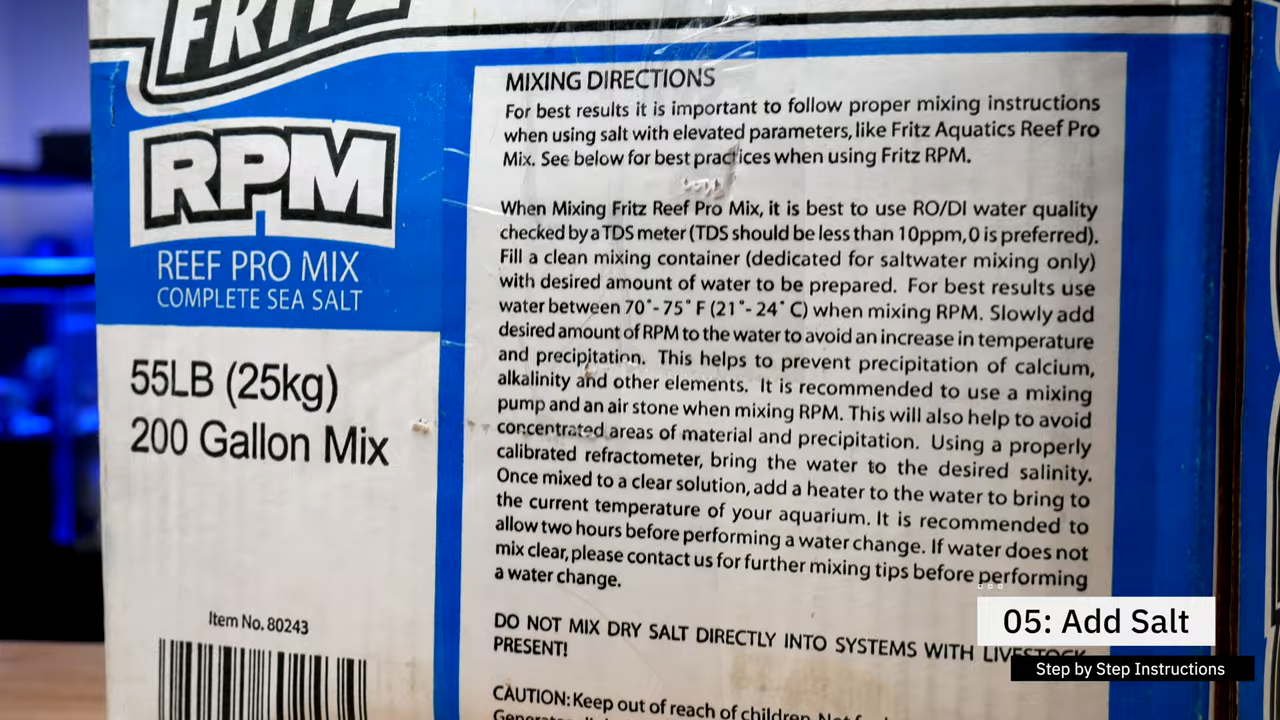 FRITZ
RPM
REEF PRO MIX
COMPLETE SEA SALT
55LB (25kg)
200 Gallon Mix
Item No. 80243
MIXING DIRECTIONS
For best results it is important to follow proper mixing instructions
when using salt with elevated parameters, like Fritz Aquatics Reef Pro
Mix. See below for best practices when using Fritz RPM.
When Mixing Fritz Reef Pro Mix, it is best to use RO/DI water quality
checked by a TDS meter (TDS should be less than 10ppm, 0 is preferred).
Fill a clean mixing container (dedicated for saltwater mixing only)
with desired amount of water to be prepared. For best results use
water between 70˚- 75˚ F (21˚- 24˚ C) when mixing RPM. Slowly add
desired amount of RPM to the water to avoid an increase in temperature
and precipitation. This helps to prevent precipitation of calcium,
alkalinity and other elements. It is recommended to use a mixing
pump and an air stone when mixing RPM. This will also help to avoid
concentrated areas of material and precipitation. Using a properly
calibrated refractometer, bring the water to the desired salinity.
Once mixed to a clear solution, add a heater to the water to bring to
the current temperature of your aquarium. It is recommended to
allow two hours before performing a water change. If water does not
mix clear, please contact us for further mixing tips before performing
a water change.
DO NOT MIX DRY SALT DIRECTLY INTO SYSTEMS WITH LIVESTOCK
PRESENT!
CAUTION: Keep out of reach of children. Not
05: Add Salt
Step by Step Instructions